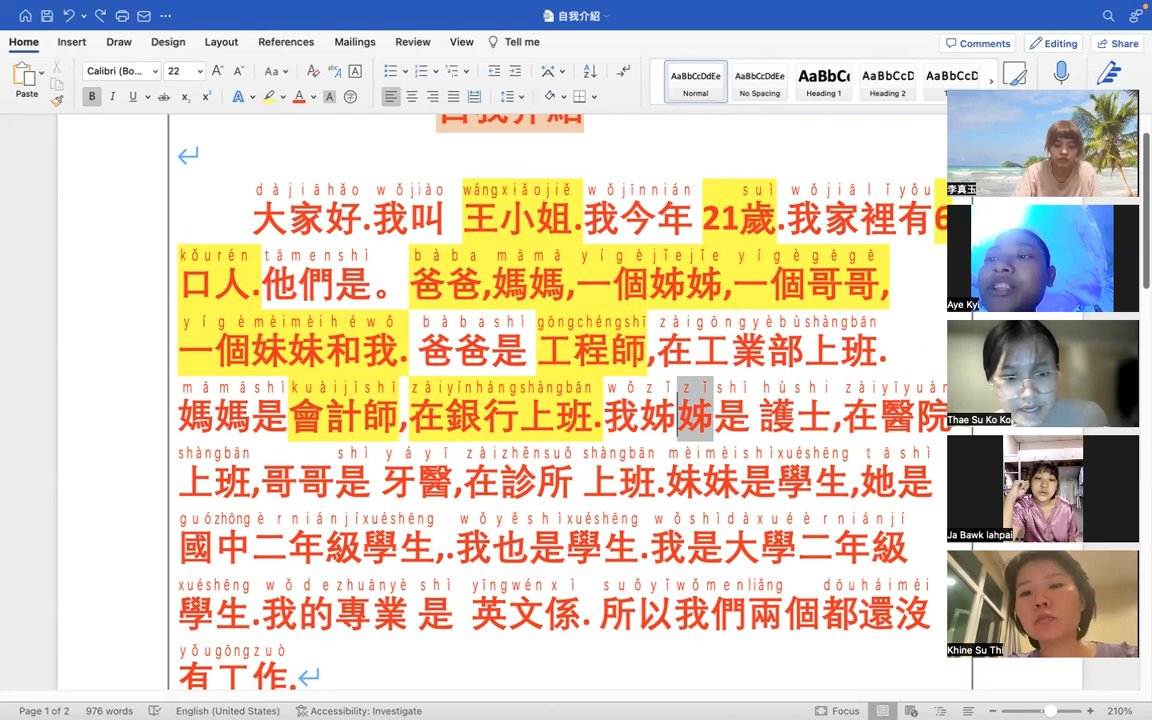 自我介紹
Home Insert Draw Design Layout References Mailings Review View Tell me Comments Editing Share
Paste Calibri (Bo... 22 AaBbCcDdEe Normal AaBbCcDdEe No Spacing AaBbCc Heading 1 AaBbCcD Heading 2 AaBbCcD
自我介紹
dàjiāhǎo wǒjiào wángxiǎojiě wǒjīnnián suì wǒjiālǐyǒu
大家好.我叫 王小姐.我今年 21歲.我家裡有6
kǒurén tāmenshì bàba māmā yígèjiějie yígègēgē
口人.他們是。 爸爸,媽媽,一個姊姊,一個哥哥,
yígèmèimèihéwǒ bàbashì gōngchéngshī zàigōngyèbùshàngbān
一個妹妹和我. 爸爸是 工程師,在工業部上班.
māmāshì kuàijìshī zàiyínhángshàngbān wǒzǐzǐshì hùshi zàiyīyuàn
媽媽是會計師,在銀行上班.我姊姊是 護士,在醫院
shàngbān shì yáyī zàizhěnsuǒ shàngbān mèimèishìxuéshēng tāshì
上班,哥哥是 牙醫,在診所 上班.妹妹是學生,她是
guózhōngèrniánjíxuéshēng wǒyěshìxuéshēng wǒshìdàxuéèrniánjí
國中二年級學生,.我也是學生.我是大學二年級
xuéshēng wǒdezhuānyè shì yīngwénxì suǒyǐwǒmenliǎng dōuháiméi
學生.我的專業 是 英文係. 所以我們兩個都還沒
yǒugōngzuò
有工作.
李真玉
Aye Kyi
Thae Su Ko Ko
Ja Bawk lahpai
Khine Su Thi
Page 1 of 2 976 words English (United States) Accessibility: Investigate Focus 210%